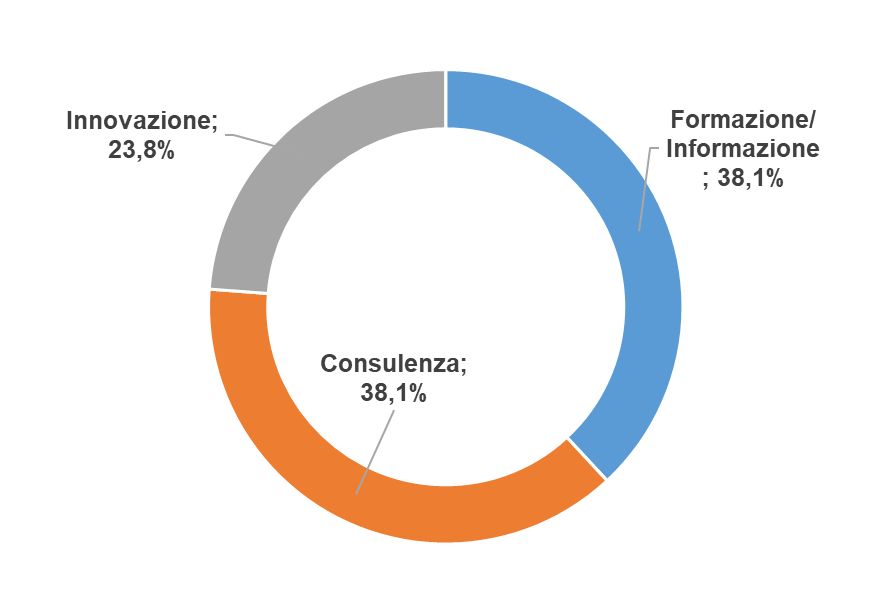 Innovazione;
23,8%
Formazione/
Informazione
; 38,1%
Consulenza;
38,1%